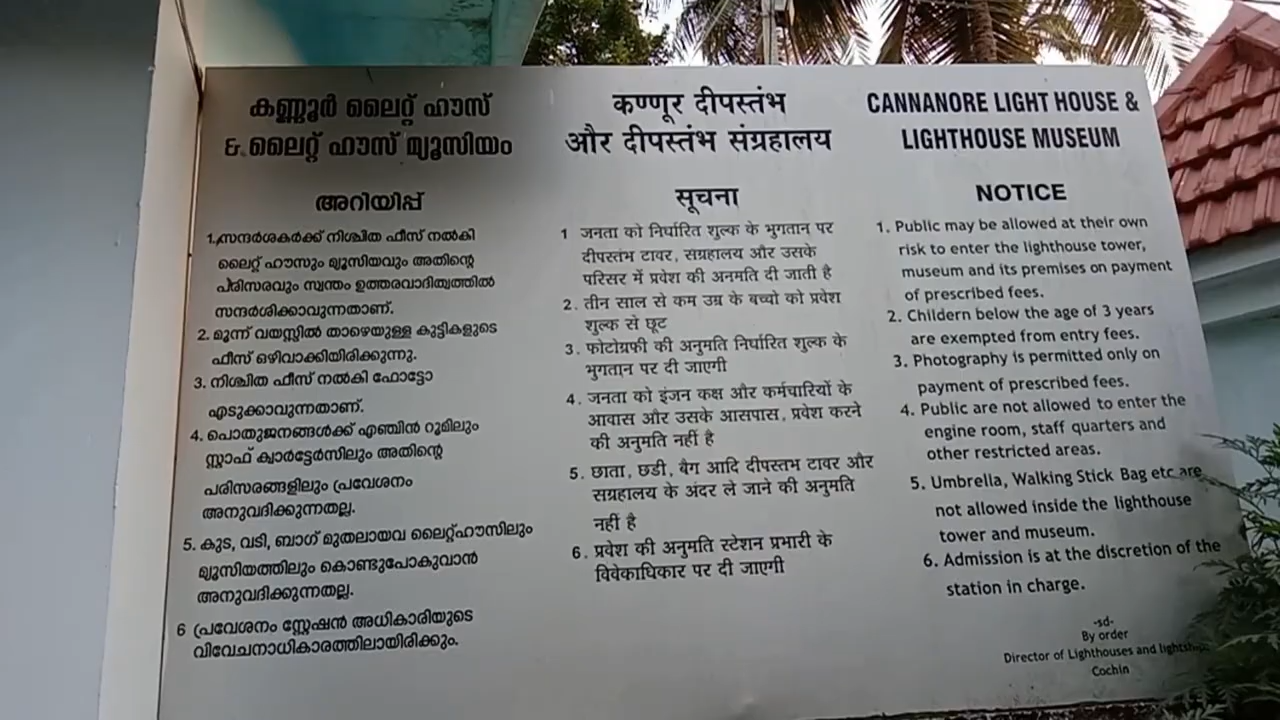 കണ്ണൂർ ലൈറ്റ് ഹൗസ്
& ലൈറ്റ് ഹൗസ് മ്യൂസിയം
അറിയിപ്പ്
1. സന്ദർശകർക്ക് നിശ്ചിത ഫീസ് നൽകി
ലൈറ്റ് ഹൗസും മ്യൂസിയവും അതിന്റെ
പരിസരവും സ്വന്തം ഉത്തരവാദിത്വത്തിൽ
സന്ദർശിക്കാവുന്നതാണ്.
2. മൂന്ന് വയസ്സിൽ താഴെയുള്ള കുട്ടികളുടെ
ഫീസ് ഒഴിവാക്കിയിരിക്കുന്നു.
3. നിശ്ചിത ഫീസ് നൽകി ഫോട്ടോ
എടുക്കാവുന്നതാണ്.
4. പൊതുജനങ്ങൾക്ക് എഞ്ചിൻ റൂമിലും
സ്റ്റാഫ് ക്വാർട്ടേർസിലും അതിന്റെ
പരിസരങ്ങളിലും പ്രവേശനം
അനുവദിക്കുന്നതല്ല.
5. കുട, വടി, ബാഗ് മുതലായവ ലൈറ്റ്ഹൗസിലും
മ്യൂസിയത്തിലും കൊണ്ടുപോകുവാൻ
അനുവദിക്കുന്നതല്ല.
6 പ്രവേശനം സ്റ്റേഷൻ അധികാരിയുടെ
വിവേചനാധികാരത്തിലായിരിക്കും.
कण्णूर दीपस्तंभ
और दीपस्तंभ संग्रहालय
सूचना
1 जनता को निर्धारित शुल्क के भुगतान पर
दीपस्तंभ टावर, संग्रहालय और उसके
परिसर में प्रवेश की अनमति दी जाती है
2. तीन साल से कम उम्र के बच्चो को प्रवेश
शुल्क से छूट
3. फोटोग्रफी की अनुमति निर्धारित शुल्क के
भुगतान पर दी जाएगी
4. जनता को इंजन कक्ष और कर्मचारियों के
आवास और उसके आसपास, प्रवेश करने
की अनुमति नहीं है
5. छाता, छडी, बैग आदि दीपस्तभ टावर और
सग्रहालय के अंदर ले जाने की अनुमति
नहीं है
6. प्रवेश की अनुमति स्टेशन प्रभारी के
विवेकाधिकार पर दी जाएगी
CANNANORE LIGHT HOUSE &
LIGHTHOUSE MUSEUM
NOTICE
1. Public may be allowed at their own
risk to enter the lighthouse tower,
museum and its premises on payment
of prescribed fees.
2. Childern below the age of 3 years
are exempted from entry fees.
3. Photography is permitted only on
payment of prescribed fees.
4. Public are not allowed to enter the
engine room, staff quarters and
other restricted areas.
5. Umbrella, Walking Stick Bag etc are
not allowed inside the lighthouse
tower and museum.
6. Admission is at the discretion of the
station in charge.
-sd-
By order
Director of Lighthouses and lightships
Cochin